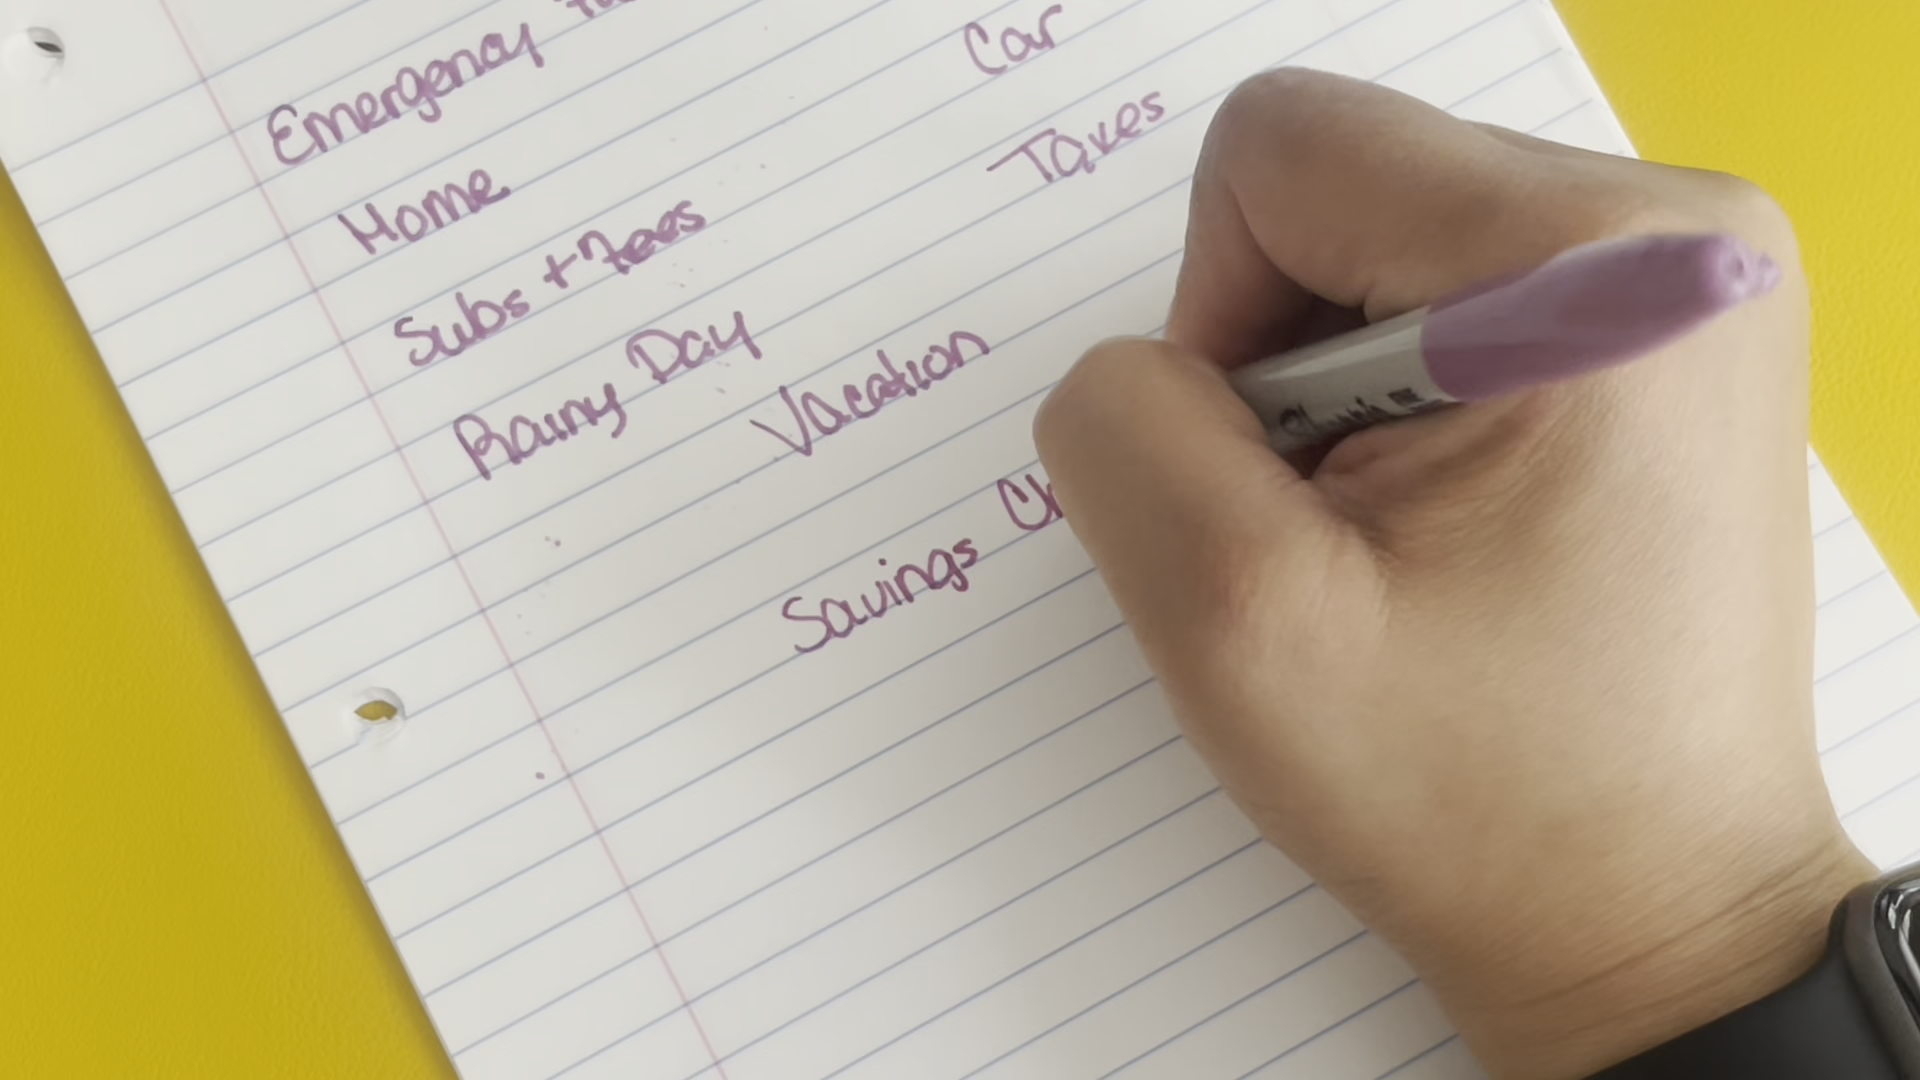 Emergency
Car
Home
Taxes
Subs + Fees
Rainy Day
Vacation
Savings